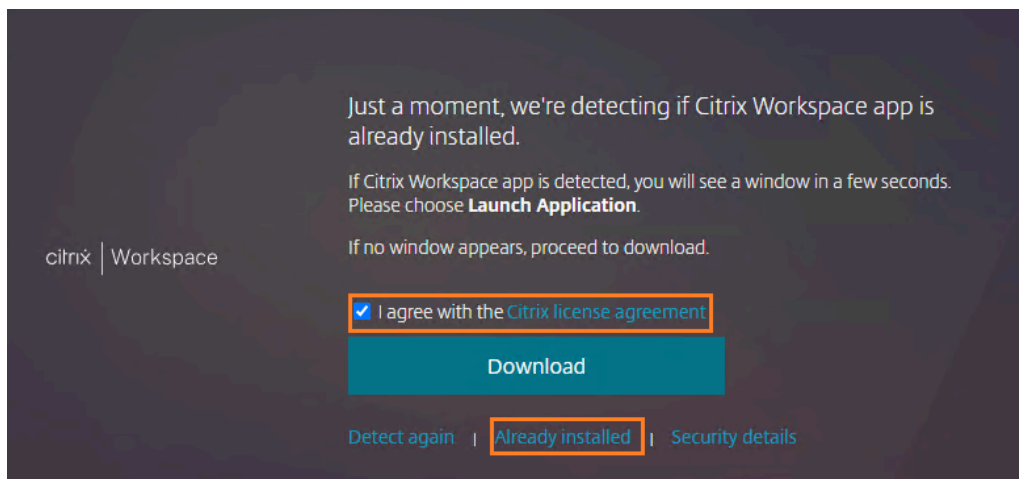 Just a moment, we're detecting if Citrix Workspace app is
already installed.
If Citrix Workspace app is detected, you will see a window in a few seconds.
Please choose Launch Application.
If no window appears, proceed to download.
citrix | Workspace
I agree with the Citrix license agreement
Download
Detect again | Already installed | Security details